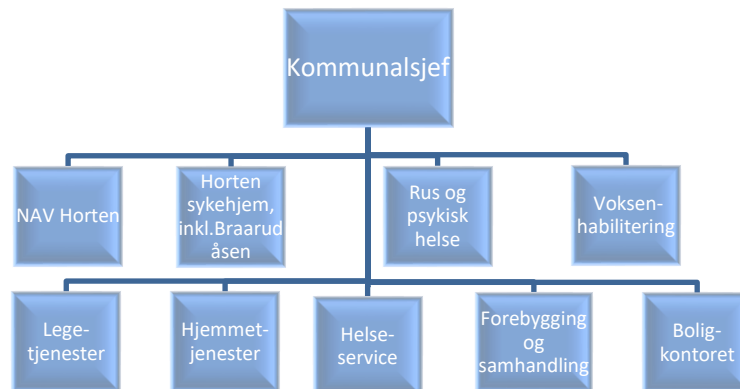 Kommunalsjef
NAV Horten
Horten
sykehjem,
inkl.Braarud
åsen
Rus og
psykisk
helse
Voksen-
habilitering
Lege-
tjenester
Hjemmet-
jenester
Helse-
service
Forebygging
og
samhandling
Bolig-
kontoret